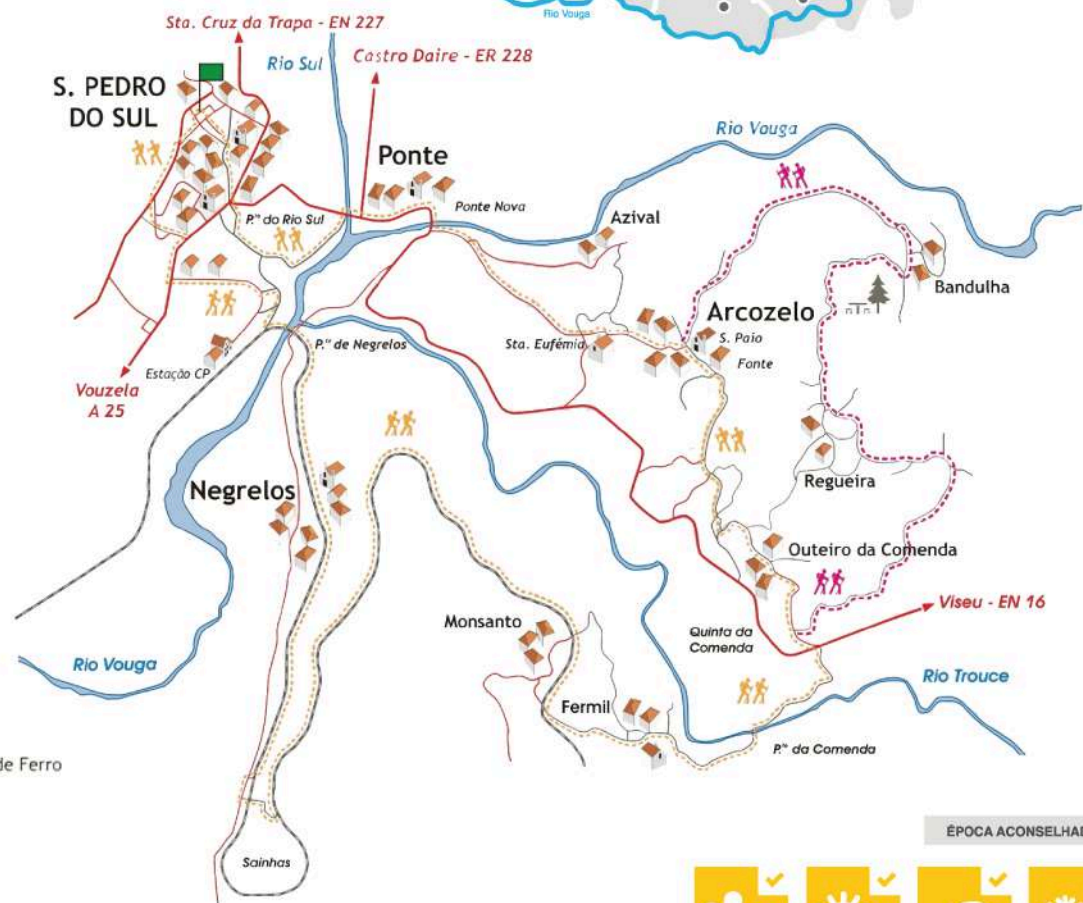 Rio Vouga
Sta. Cruz da Trapa - EN 227
Rio Sul
Castro Daire - ER 228
S. PEDRO
DO SUL
Ponte
Rio Vouga
Ponte Nova
Azival
P.te do Rio Sul
Bandulha
Arcozelo
S. Paio
Sta. Eufémia
Fonte
P.te de Negrelos
Estação CP
Vouzela
A 25
Regueira
Negrelos
Outeiro da Comenda
Viseu - EN 16
Monsanto
Quinta da
Comenda
Rio Vouga
Rio Trouce
Fermil
P.te da Comenda
de Ferro
Sainhas
ÉPOCA ACONSELHAD